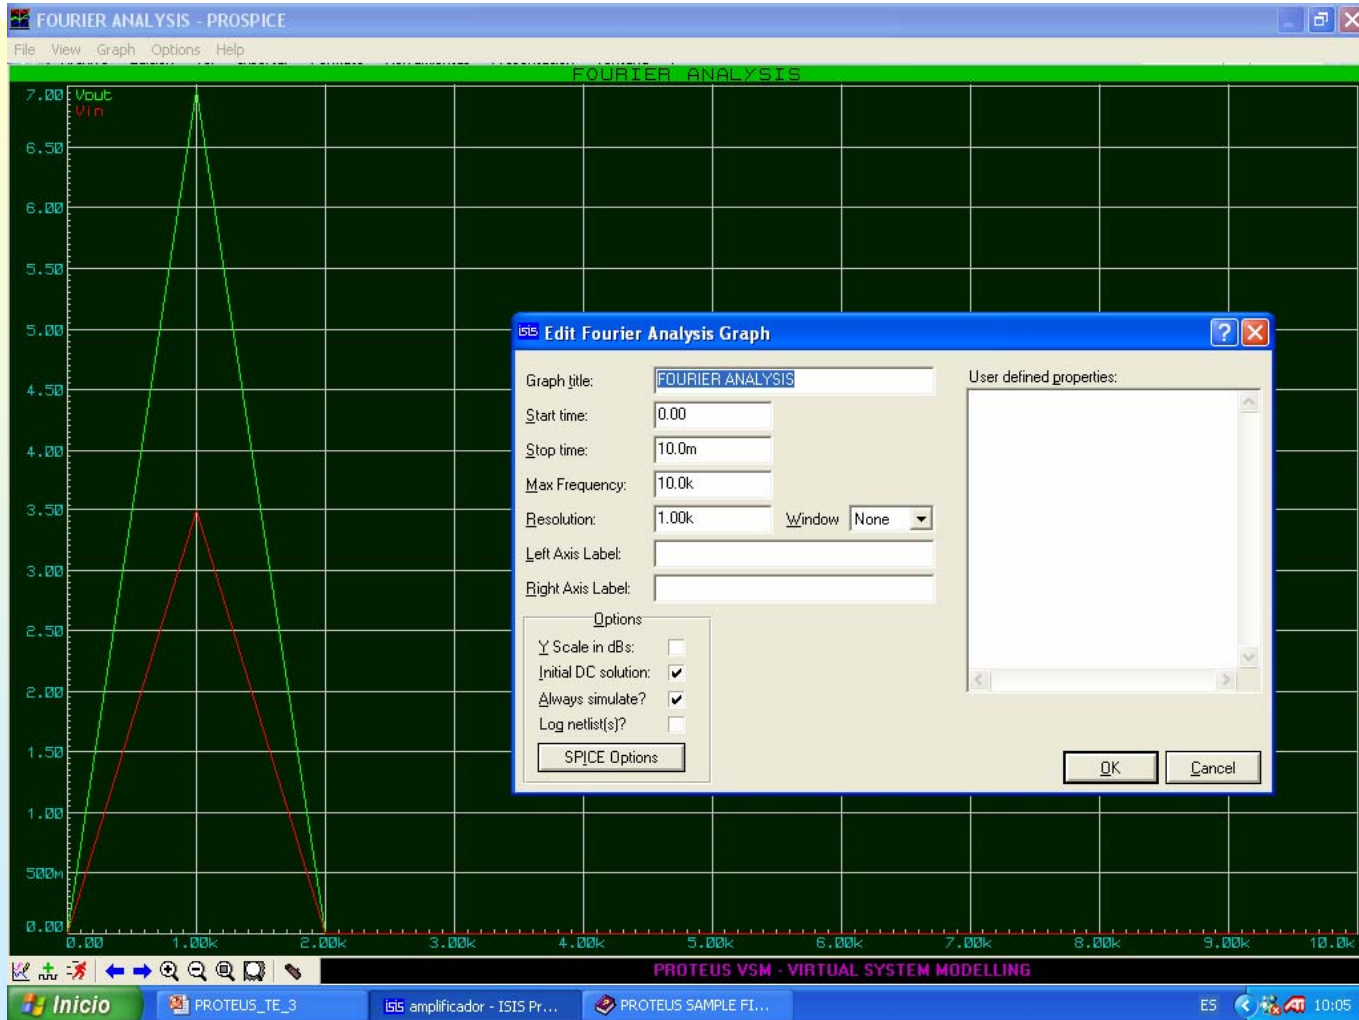 FOURIER ANALYSIS - PROSPICE
File View Graph Options Help
FOURIER ANALYSIS
7.00
Vout
Vin
6.50
6.00
5.50
5.00
4.50
4.00
3.50
3.00
2.50
2.00
1.50
1.00
500m
0.00
0.00 1.00k 2.00k 3.00k 4.00k 5.00k 6.00k 7.00k 8.00k 9.00k 10.0k
isis Edit Fourier Analysis Graph
Graph title: FOURIER ANALYSIS
User defined properties:
Start time: 0.00
Stop time: 10.0m
Max Frequency: 10.0k
Resolution: 1.00k Window None
Left Axis Label:
Right Axis Label:
Options
Y Scale in dBs:
Initial DC solution:
Always simulate?
Log netlist(s)?
SPICE Options
OK Cancel
PROTEUS VSM - VIRTUAL SYSTEM MODELLING
Inicio PROTEUS_TE_3 isis amplificador - ISIS Pr... PROTEUS SAMPLE FI... ES 10:05